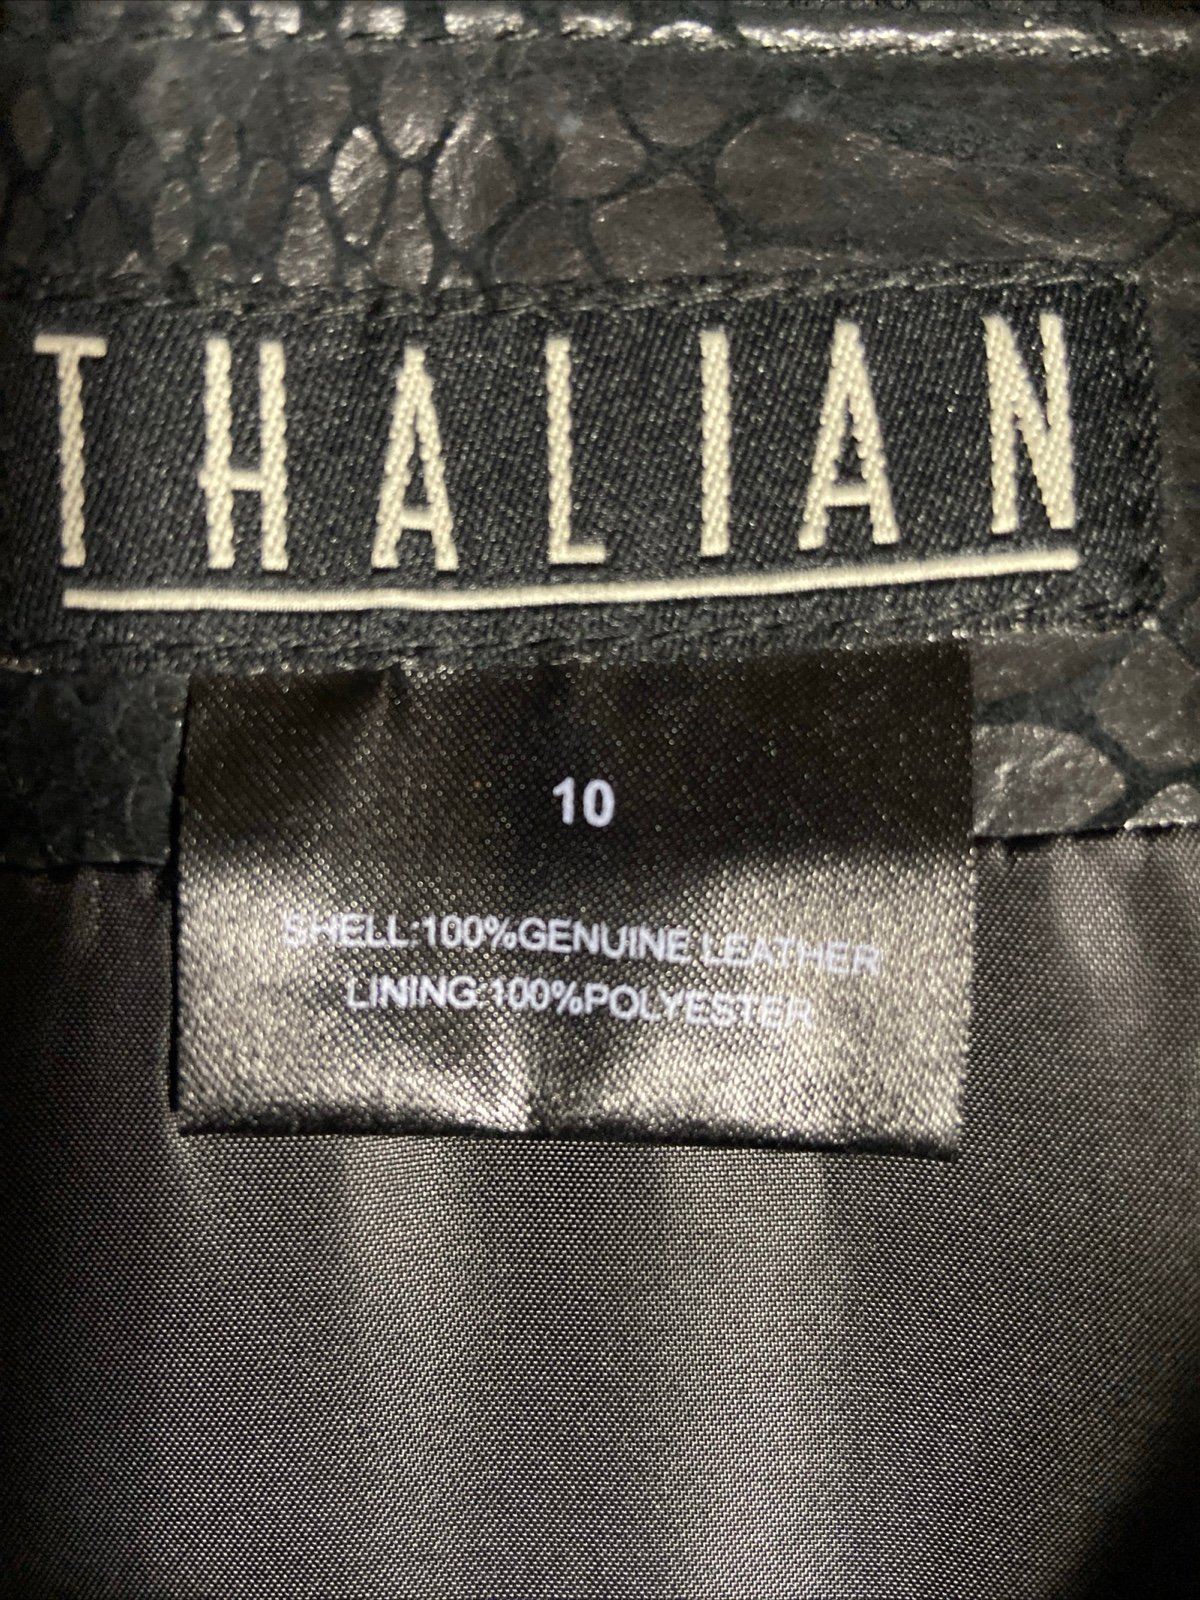 THALIAN
10
SHELL:100%GENUINE LEATHER
LINING:100%POLYESTER